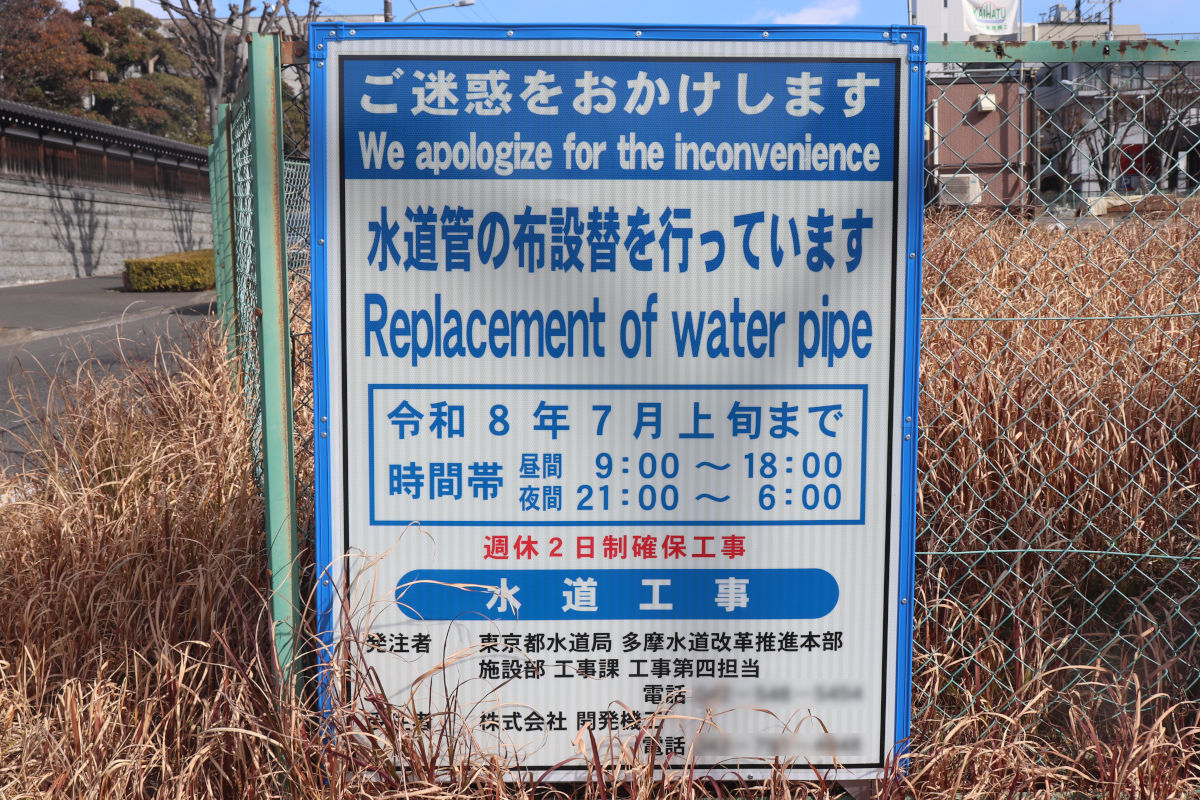 KAIHATU
ご迷惑をおかけします
We apologize for the inconvenience
水道管の布設替を行っています
Replacement of water pipe
令和 8 年 7 月 上 旬まで
時間帯 昼間 9:00 ～ 18:00
夜間 21:00 ～ 6:00
週休2日制確保工事
水 道 工 事
発注者 東京都水道局 多摩水道改革推進本部
施設部 工事課 工事第四担当
電話
株式会社 開発機工
電話